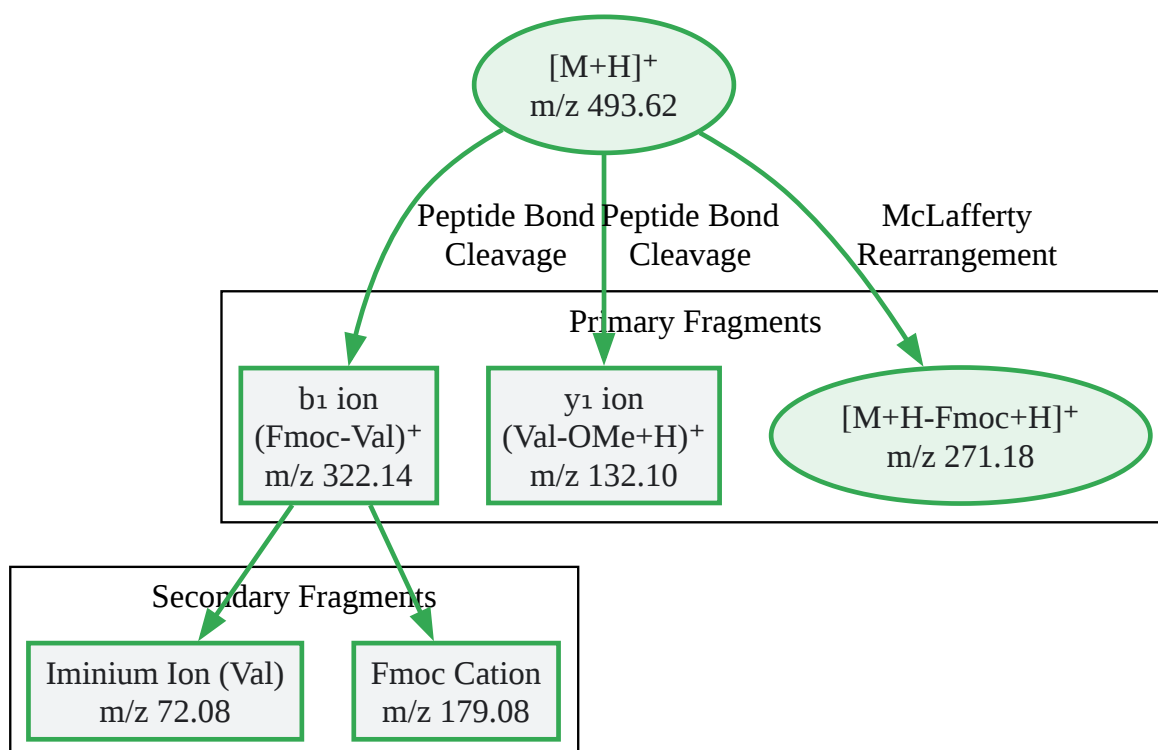 [M+H]⁺
m/z 493.62
Peptide Bond
Cleavage
Peptide Bond
Cleavage
McLafferty
Rearrangement
Primary Fragments
b₁ ion
(Fmoc-Val)⁺
m/z 322.14
y₁ ion
(Val-OMe+H)⁺
m/z 132.10
[M+H-Fmoc+H]⁺
m/z 271.18
Secondary Fragments
Iminium Ion (Val)
m/z 72.08
Fmoc Cation
m/z 179.08